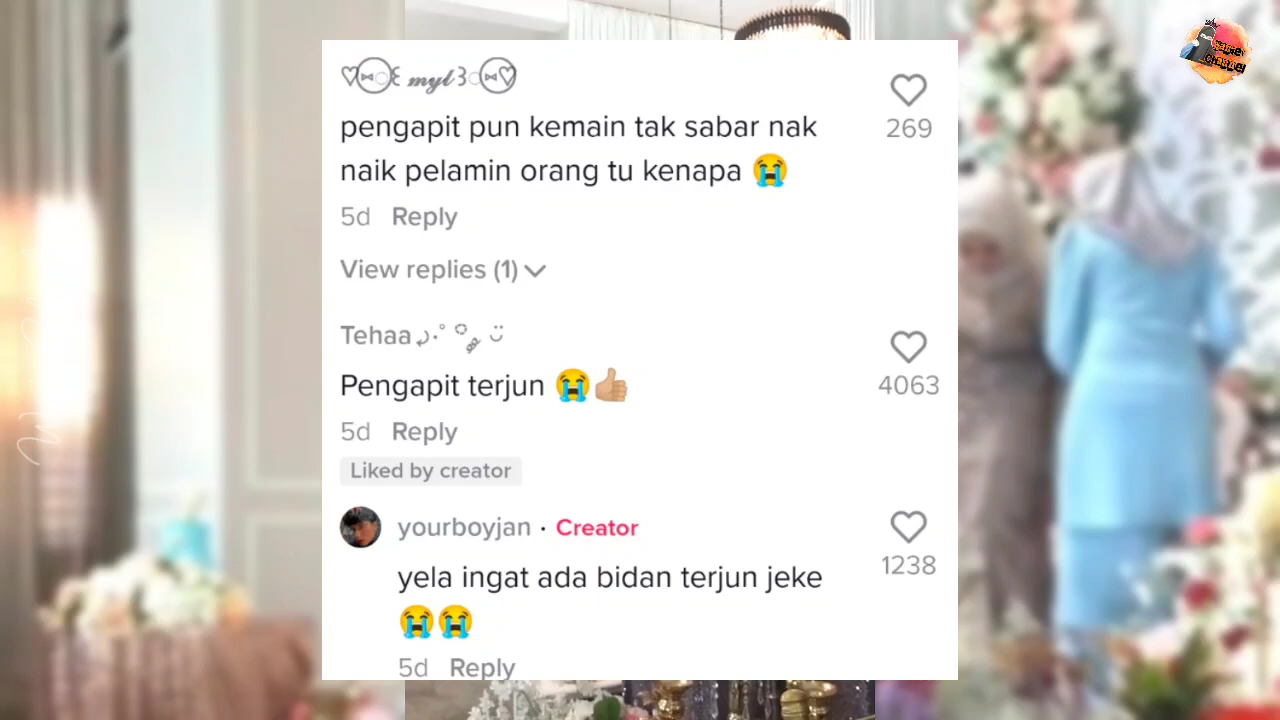 ♡⃝ꕹ myl ꒱⃝♡
269
pengapit pun kemain tak sabar nak
naik pelamin orang tu kenapa 😭
5d Reply
View replies (1)
Tehaa
Pengapit terjun 😭👍🏼
4063
5d Reply
Liked by creator
yourboyjan · Creator
yela ingat ada bidan terjun jeke
😭😭
1238
5d Reply